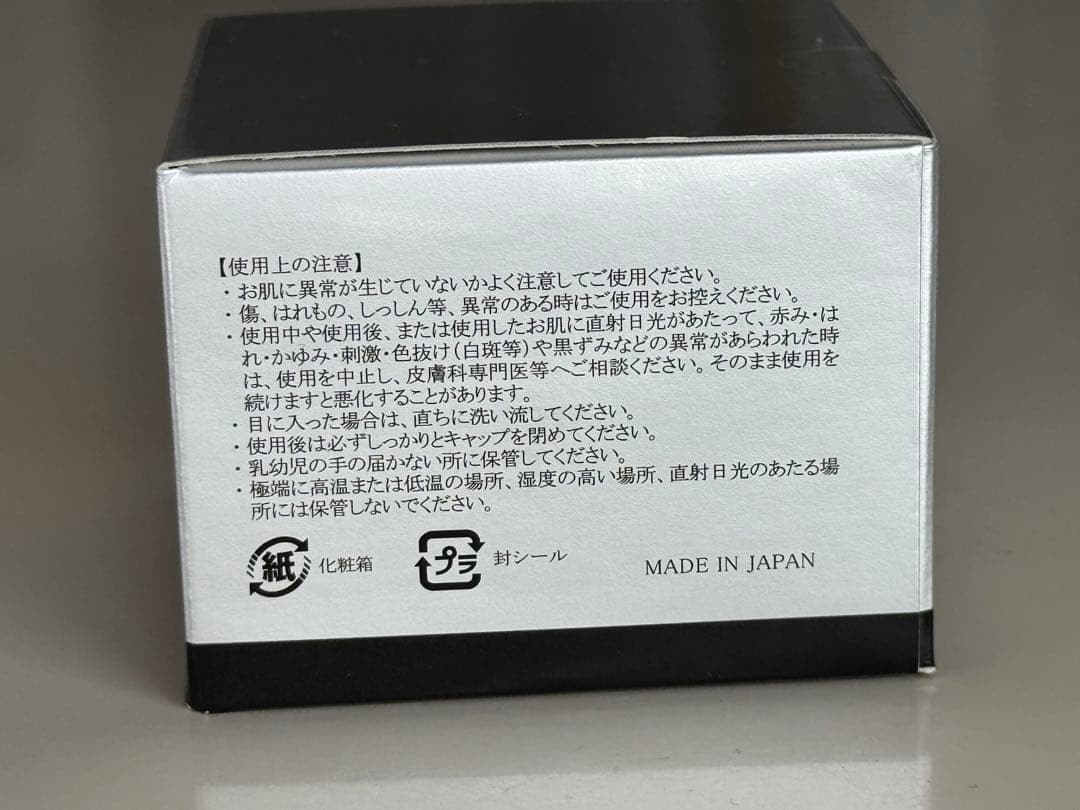 【使用上の注意】
・お肌に異常が生じていないかよく注意してご使用ください。
・傷、はれもの、しっしん等、異常のある時はご使用をお控えください。
・使用中や使用後、または使用したお肌に直射日光があたって、赤み・は
れ・かゆみ・刺激・色抜け(白斑等)や黒ずみなどの異常があらわれた時
は、使用を中止し、皮膚科専門医等へご相談ください。そのまま使用を
続けますと悪化することがあります。
・目に入った場合は、直ちに洗い流してください。
・使用後は必ずしっかりとキャップを閉めてください。
・乳幼児の手の届かない所に保管してください。
・極端に高温または低温の場所、湿度の高い場所、直射日光のあたる場
所には保管しないでください。
紙 化粧箱 プラ 封シール MADE IN JAPAN